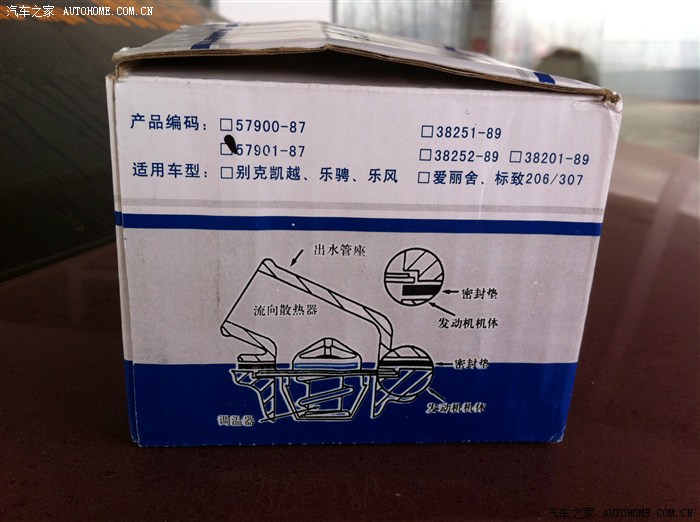 汽车之家 AUTOHOME.COM.CN
产品编码：□57900-87 □38251-89
□57901-87 □38252-89 □38201-89
适用车型：□别克凯越、乐骋、乐风 □爱丽舍、标致206/307
出水管座
密封垫
流向散热器
发动机机体
密封垫
发动机机体
调温器
汽车之家 AUTOHOME.COM.CN